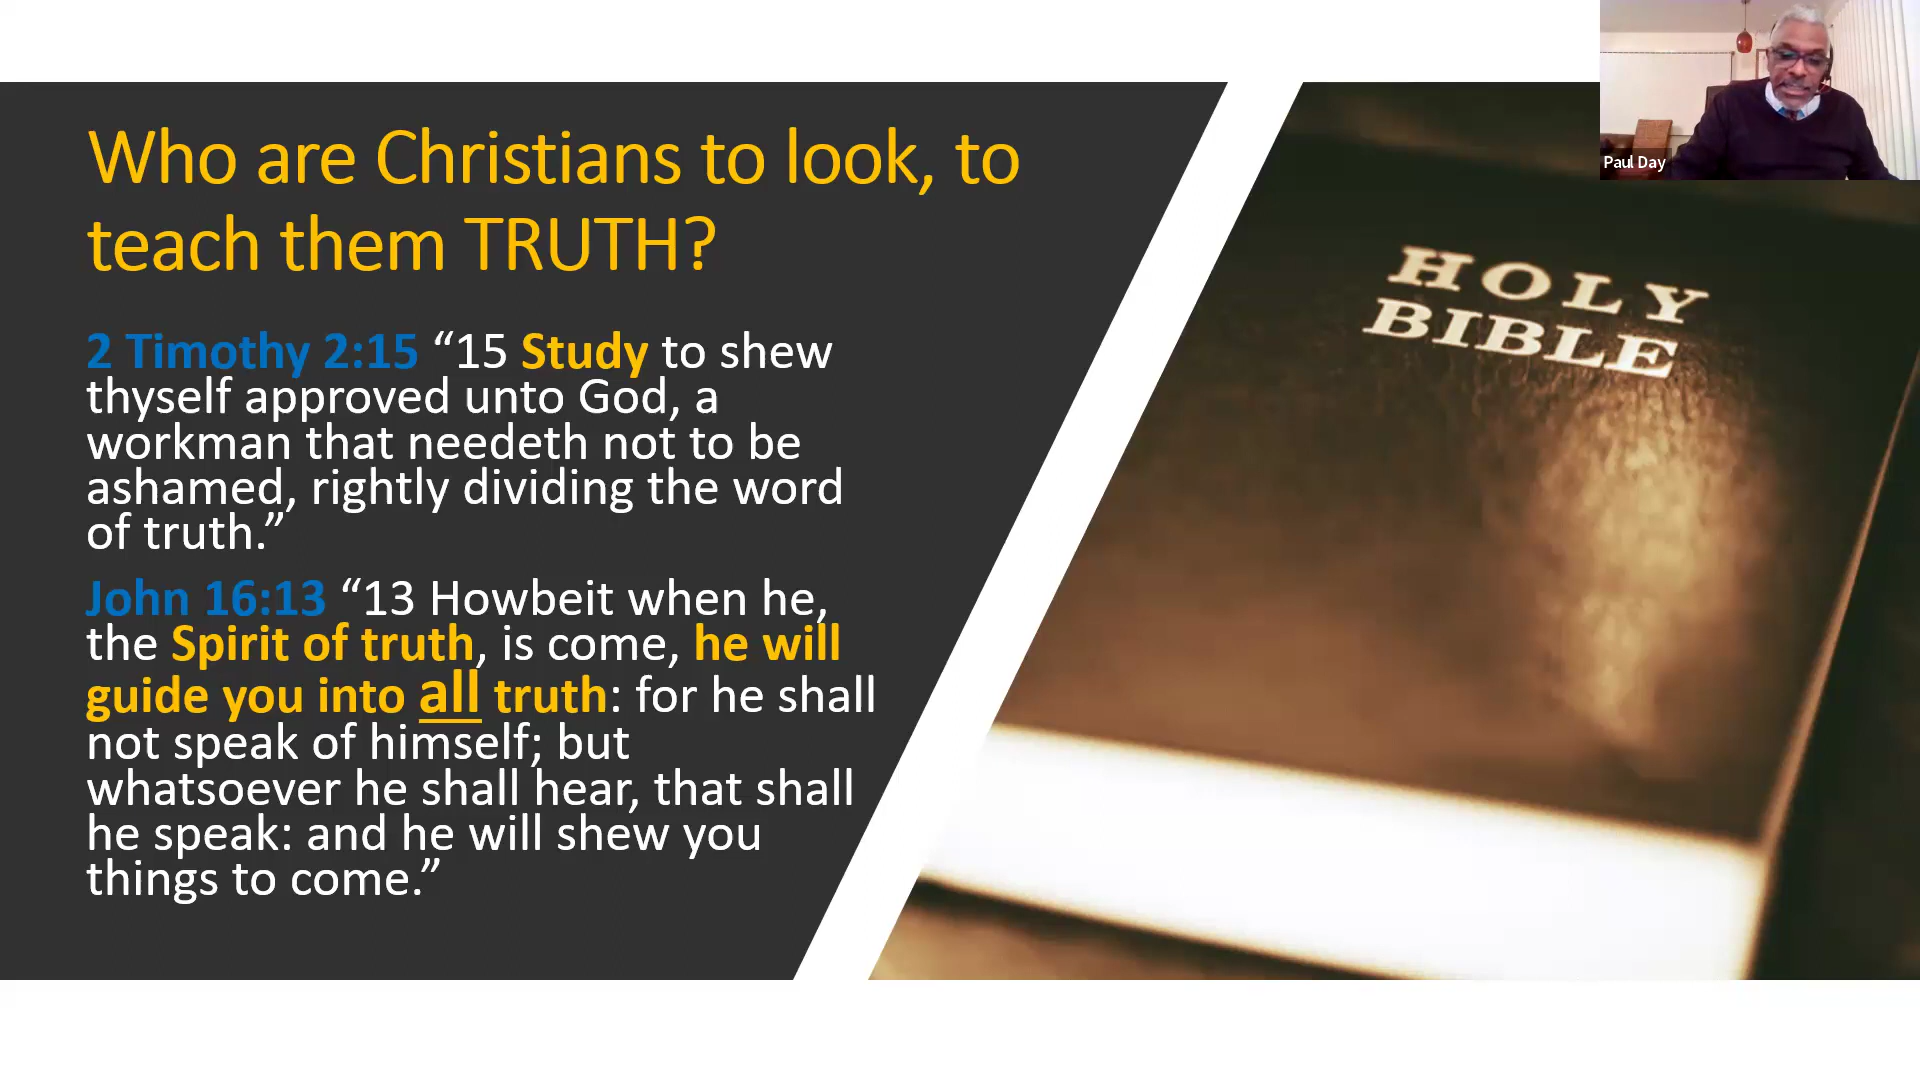 Who are Christians to look, to
teach them TRUTH?
2 Timothy 2:15 “15 Study to shew
thyself approved unto God, a
workman that needeth not to be
ashamed, rightly dividing the word
of truth.”
John 16:13 “13 Howbeit when he,
the Spirit of truth, is come, he will
guide you into all truth: for he shall
not speak of himself; but
whatsoever he shall hear, that shall
he speak: and he will shew you
things to come.”
HOLY
BIBLE
Paul Day